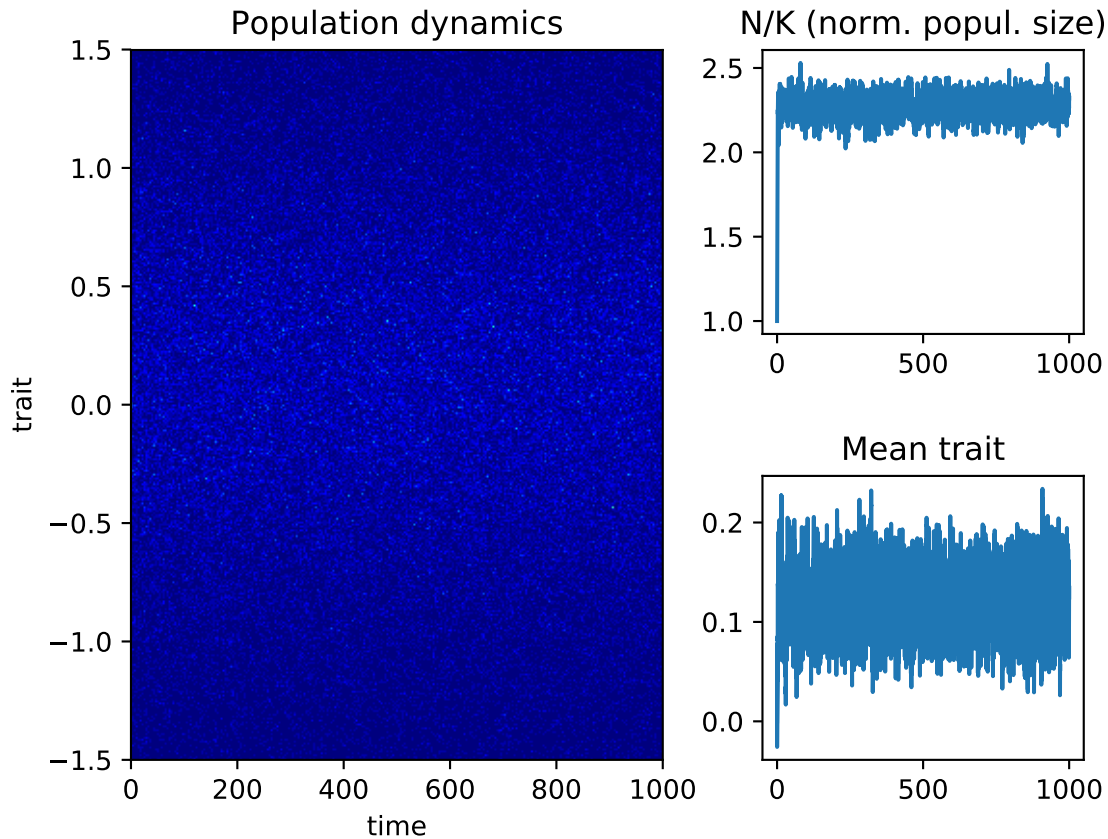 Population dynamics
1.5
1.0
0.5
0.0
−0.5
−1.0
−1.5
trait
0 200 400 600 800 1000
time
N/K (norm. popul. size)
2.5
2.0
1.5
1.0
0 500 1000
Mean trait
0.2
0.1
0.0
0 500 1000